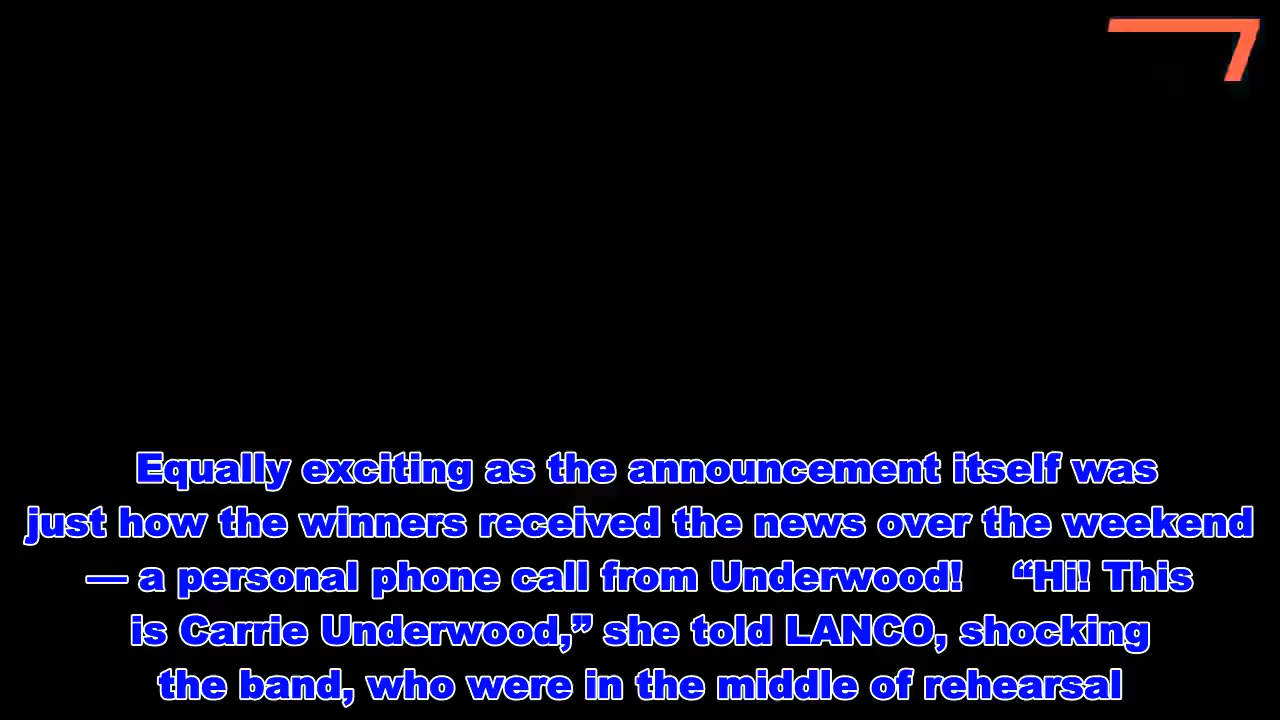 Equally exciting as the announcement itself was
just how the winners received the news over the weekend
— a personal phone call from Underwood! “Hi! This
is Carrie Underwood,” she told LANCO, shocking
the band, who were in the middle of rehearsal